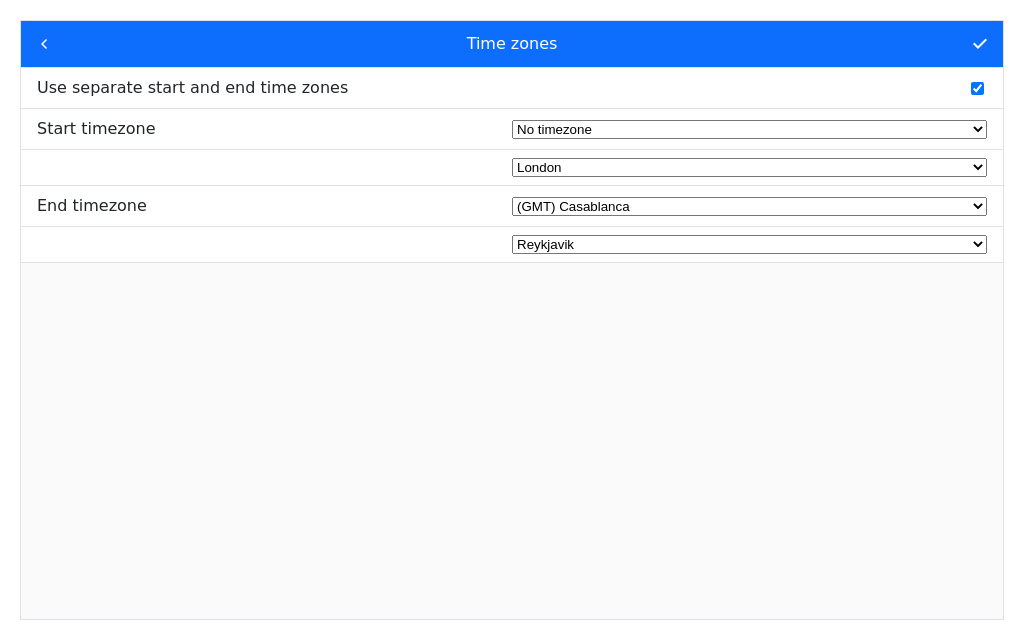 Time zones
Use separate start and end time zones
Start timezone
No timezone
London
End timezone
(GMT) Casablanca
Reykjavik